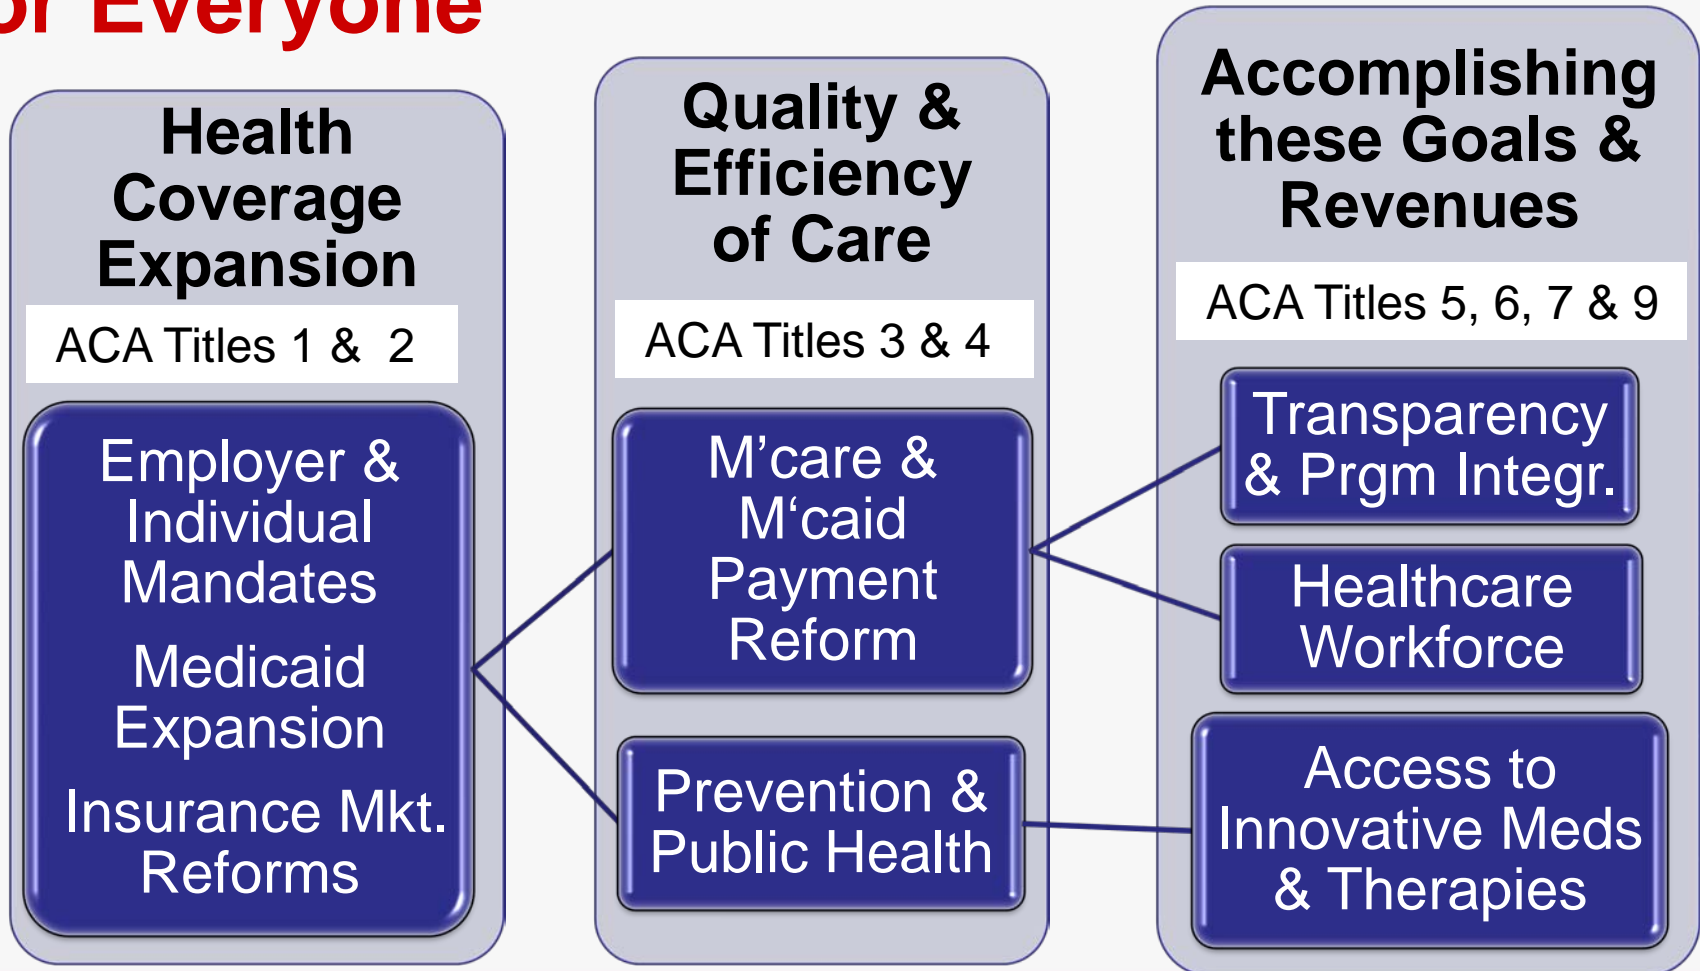 or Everyone
Health
Coverage
Expansion
ACA Titles 1 & 2
Employer &
Individual
Mandates
Medicaid
Expansion
Insurance Mkt.
Reforms
Quality &
Efficiency
of Care
ACA Titles 3 & 4
M’care &
M‘caid
Payment
Reform
Prevention &
Public Health
Accomplishing
these Goals &
Revenues
ACA Titles 5, 6, 7 & 9
Transparency
& Prgm Integr.
Healthcare
Workforce
Access to
Innovative Meds
& Therapies